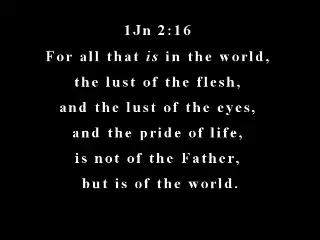 1Jn 2:16
For all that is in the world,
the lust of the flesh,
and the lust of the eyes,
and the pride of life,
is not of the Father,
but is of the world.